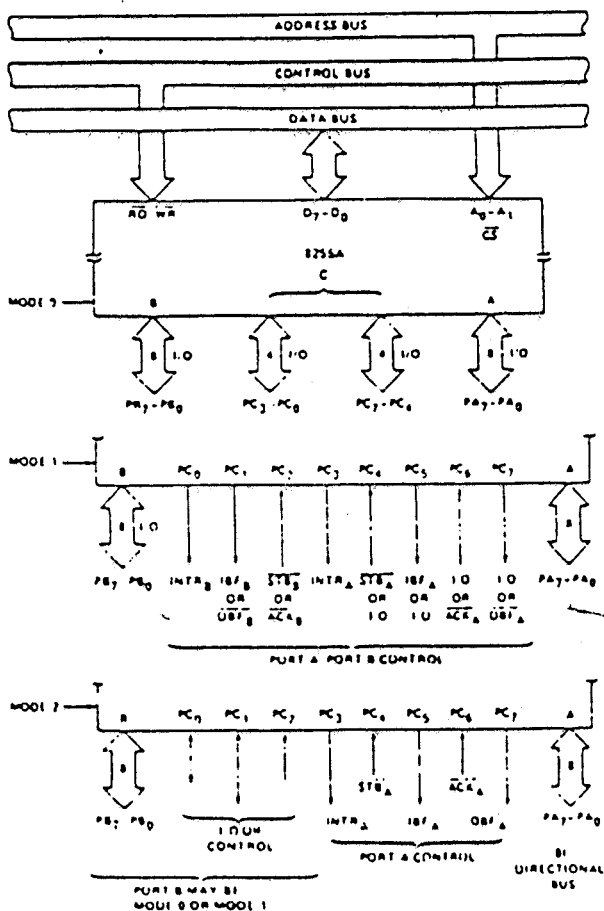 ADDRESS BUS
CONTROL BUS
DATA BUS
RD WR D7-D0 A0-A1
CS
8255A
C
MODE 0 B A
8 I/O 4 I/O 4 I/O 8 I/O
PB7-PB0 PC3-PC0 PC7-PC4 PA7-PA0
MODE 1 B PC0 PC1 PC2 PC3 PC4 PC5 PC6 PC7 A
8 I/O 8
PB7 PB0 INTRB IBFB STBB INTRA STBA IBFA I/O I/O PA7-PA0
OR OR OR OR OR OR
OBFB ACKB I/O I/O ACKA OBFA
PORT A PORT B CONTROL
MODE 2 B PC0 PC1 PC2 PC3 PC4 PC5 PC6 PC7 A
8 8
STBA ACKA
PB7 PB0 I/O OR INTRA IBFA OBFA PA7-PA0
CONTROL
PORT A CONTROL
BI
DIRECTIONAL
BUS
PORT B MAY BE
MODE 0 OR MODE 1